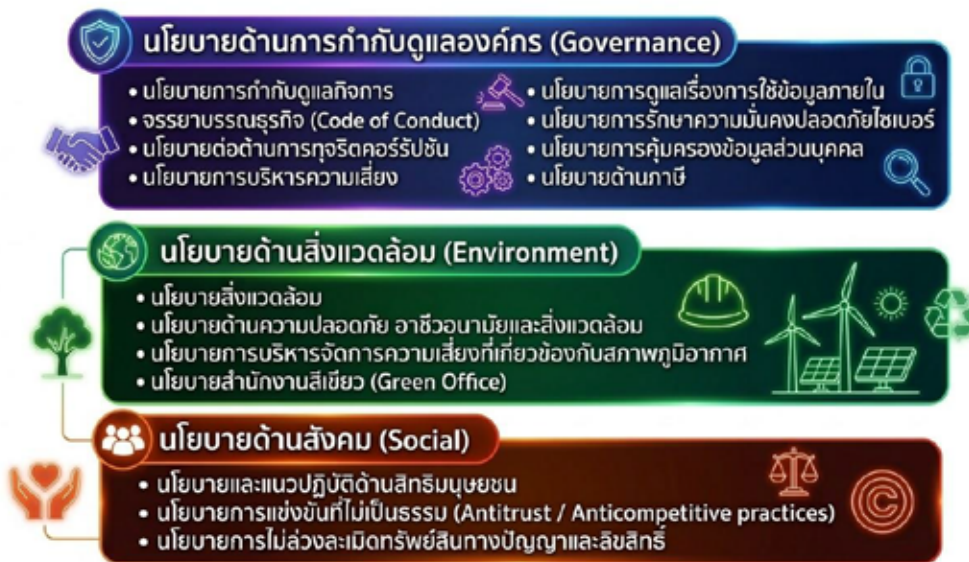 นโยบายด้านการกำกับดูแลองค์กร (Governance)
• นโยบายการกำกับดูแลกิจการ
• จรรยาบรรณธุรกิจ (Code of Conduct)
• นโยบายต่อต้านการทุจริตคอร์รัปชัน
• นโยบายการบริหารความเสี่ยง
• นโยบายการดูแลเรื่องการใช้ข้อมูลภายใน
• นโยบายการรักษาความมั่นคงปลอดภัยไซเบอร์
• นโยบายการคุ้มครองข้อมูลส่วนบุคคล
• นโยบายด้านภาษี
นโยบายด้านสิ่งแวดล้อม (Environment)
• นโยบายสิ่งแวดล้อม
• นโยบายด้านความปลอดภัย อาชีวอนามัยและสิ่งแวดล้อม
• นโยบายการบริหารจัดการความเสี่ยงที่เกี่ยวข้องกับสภาพภูมิอากาศ
• นโยบายสำนักงานสีเขียว (Green Office)
นโยบายด้านสังคม (Social)
• นโยบายและแนวปฏิบัติด้านสิทธิมนุษยชน
• นโยบายการแข่งขันที่ไม่เป็นธรรม (Antitrust / Anticompetitive practices)
• นโยบายการไม่ล่วงละเมิดทรัพย์สินทางปัญญาและลิขสิทธิ์